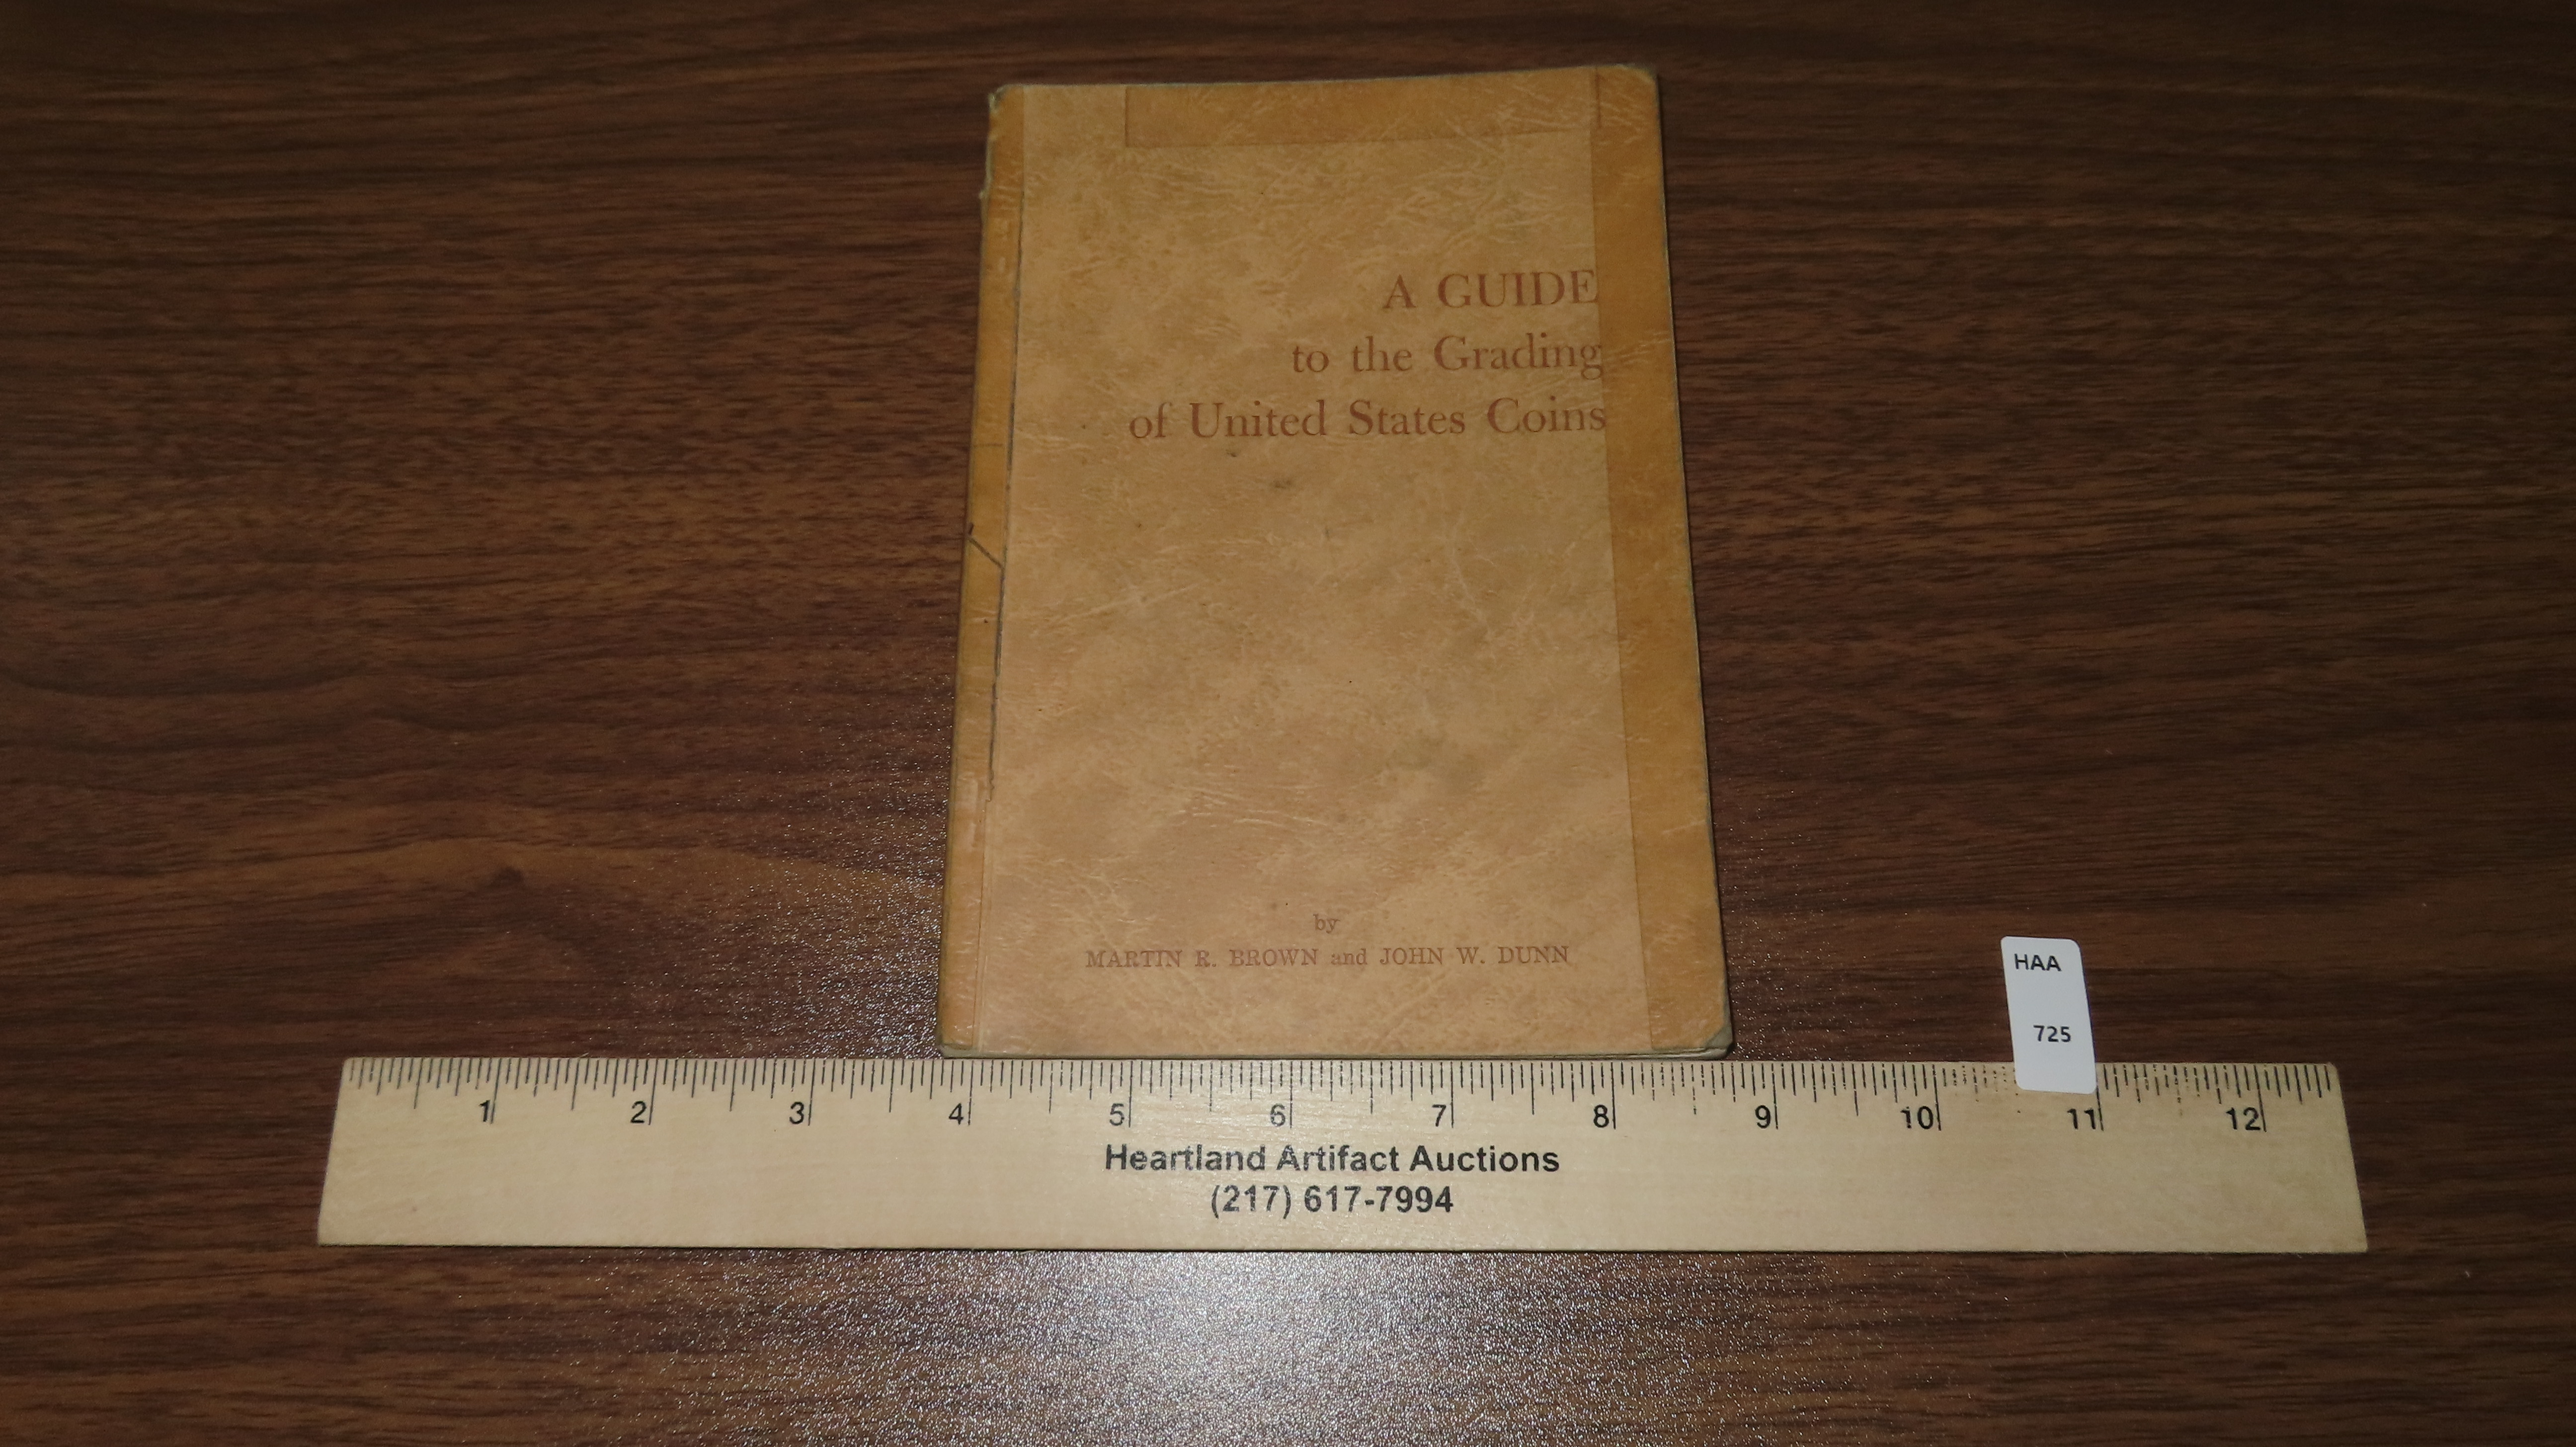 A GUIDE
to the Grading
of United States Coins
by
MARTIN R. BROWN and JOHN W. DUNN
HAA
725
1 2 3 4 5 6 7 8 9 10 11 12
Heartland Artifact Auctions
(217) 617-7994